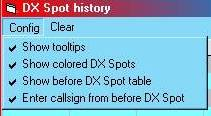 DX Spot history
Config Clear
Show tooltips
Show colored DX Spots
Show before DX Spot table
Enter callsign from before DX Spot